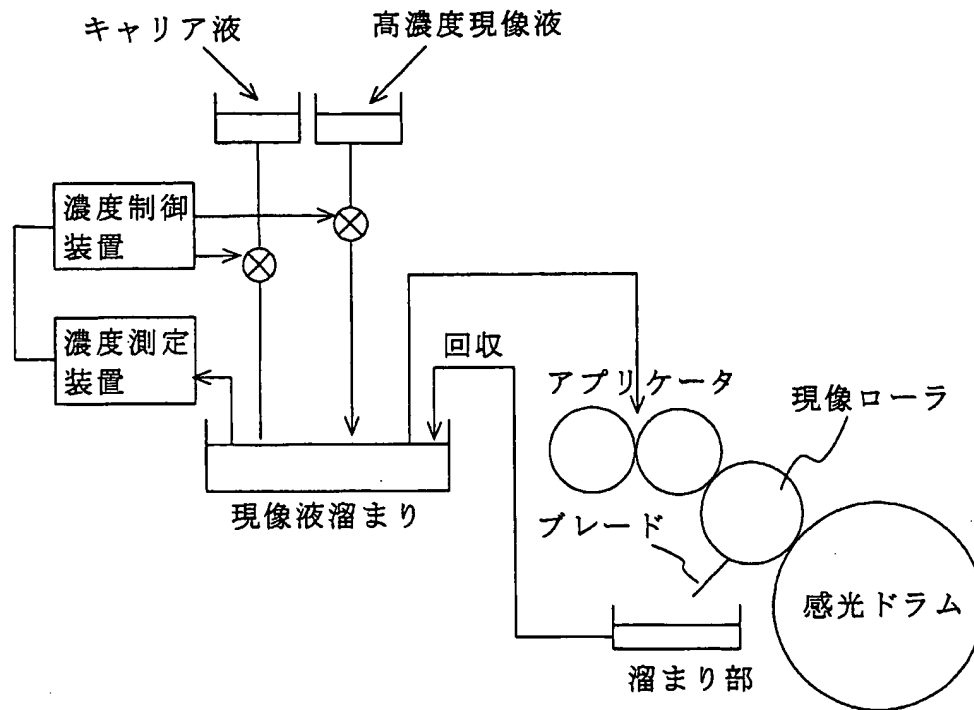 キャリア液
高濃度現像液
濃度制御
装置
濃度測定
装置
回収
アプリケータ
現像ローラ
現像液溜まり
ブレード
感光ドラム
溜まり部